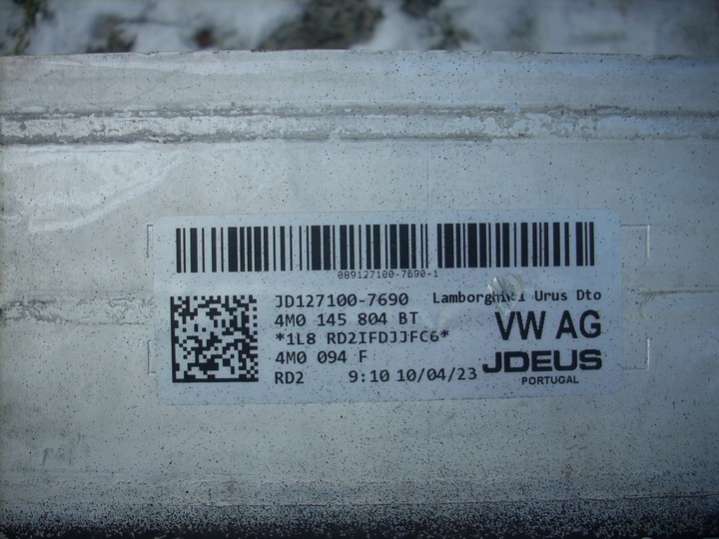 089127100-7690-1
JD127100-7690 Lamborghini Urus Dto
4M0 145 804 BT
VW AG
*1L8 RD2IFDJJFC6*
4M0 094 F
JDEUS
PORTUGAL
RD2 9:10 10/04/23